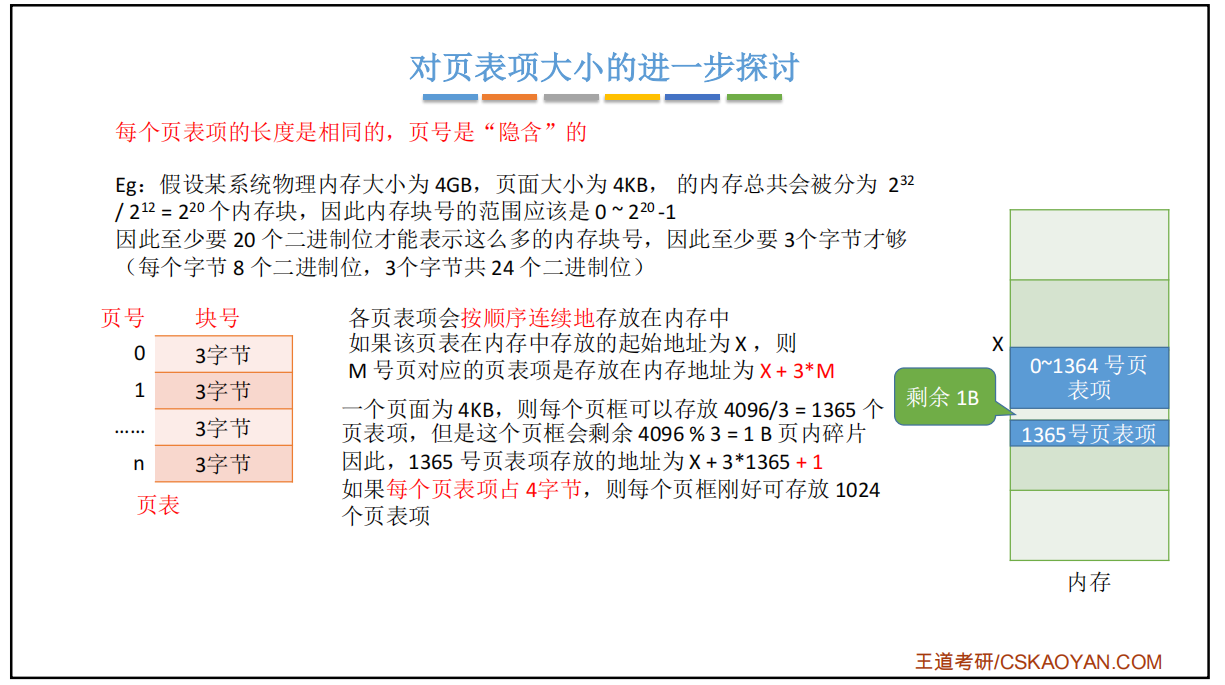 对页表项大小的进一步探讨
每个页表项的长度是相同的，页号是“隐含”的
Eg：假设某系统物理内存大小为 4GB，页面大小为 4KB， 的内存总共会被分为 2³²
/ 2¹² = 2²⁰ 个内存块，因此内存块号的范围应该是 0 ~ 2²⁰ -1
因此至少要 20 个二进制位才能表示这么多的内存块号，因此至少要 3个字节才够
（每个字节 8 个二进制位，3个字节共 24 个二进制位）
页号 块号
0 3字节
1 3字节
…… 3字节
n 3字节
页表
各页表项会按顺序连续地存放在内存中
如果该页表在内存中存放的起始地址为 X ，则
M 号页对应的页表项是存放在内存地址为 X + 3*M
一个页面为 4KB，则每个页框可以存放 4096/3 = 1365 个
页表项，但是这个页框会剩余 4096 % 3 = 1 B 页内碎片
因此，1365 号页表项存放的地址为 X + 3*1365 + 1
如果每个页表项占 4字节，则每个页框刚好可存放 1024
个页表项
X
0~1364 号页
表项
剩余 1B
1365号页表项
内存
王道考研/CSKAOYAN.COM